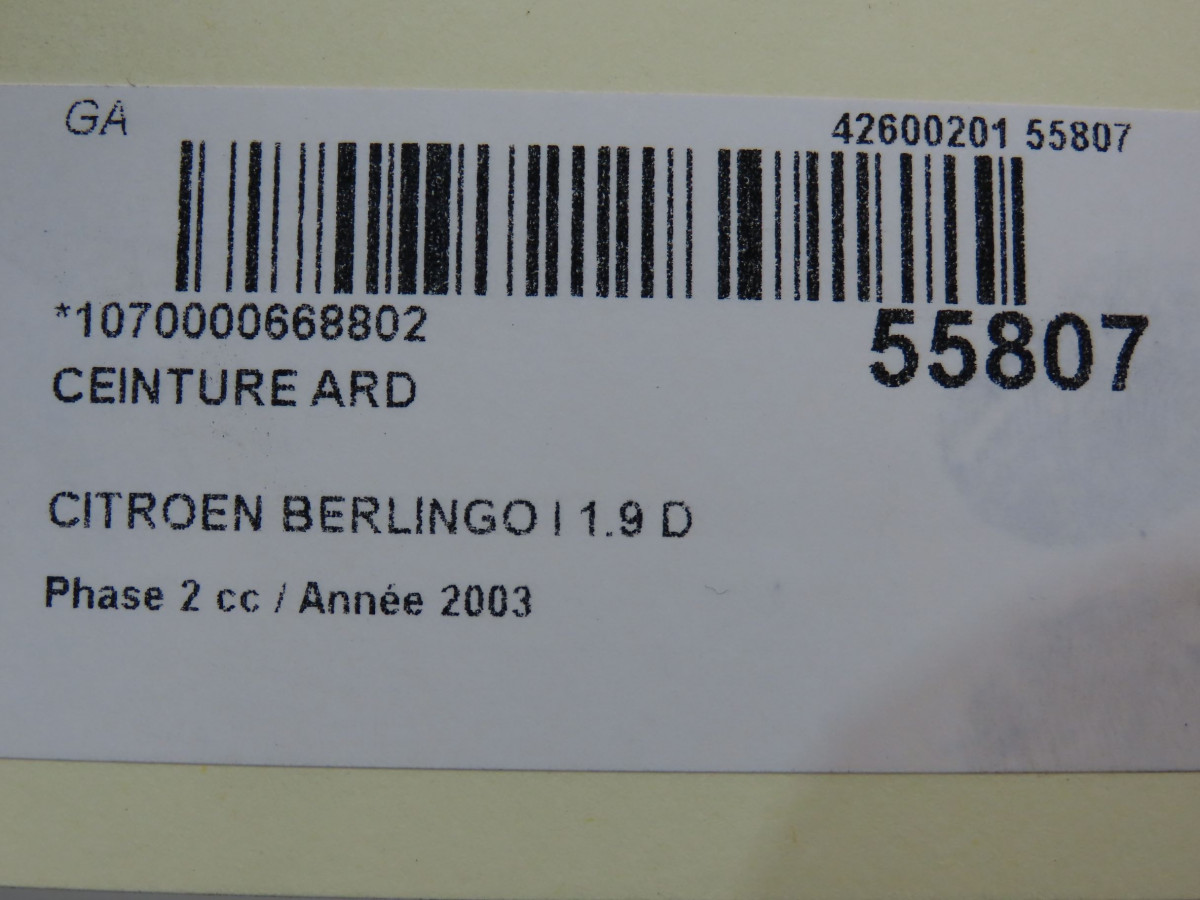 GA
42600201 55807
*1070000668802
55807
CEINTURE ARD
CITROEN BERLINGO I 1.9 D
Phase 2 cc / Année 2003